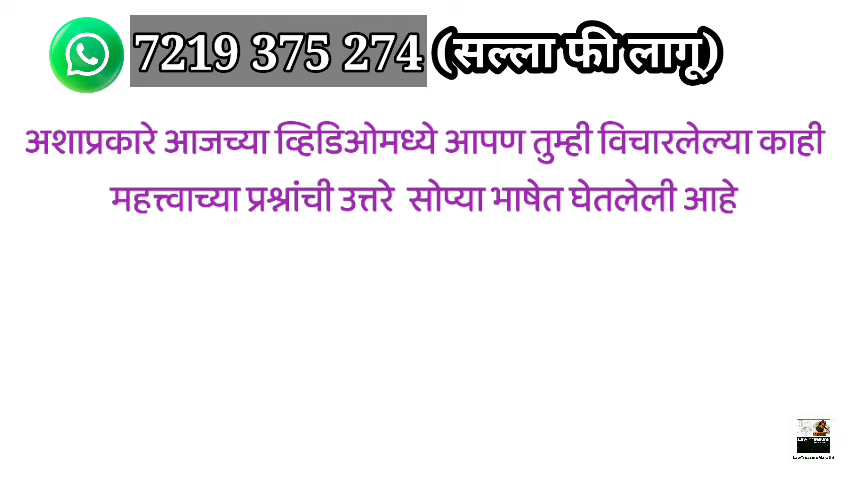 7219 375 274 (सल्ला फी लागू)
अशाप्रकारे आजच्या व्हिडिओमध्ये आपण तुम्ही विचारलेल्या काही
महत्त्वाच्या प्रश्नांची उत्तरे सोप्या भाषेत घेतलेली आहे